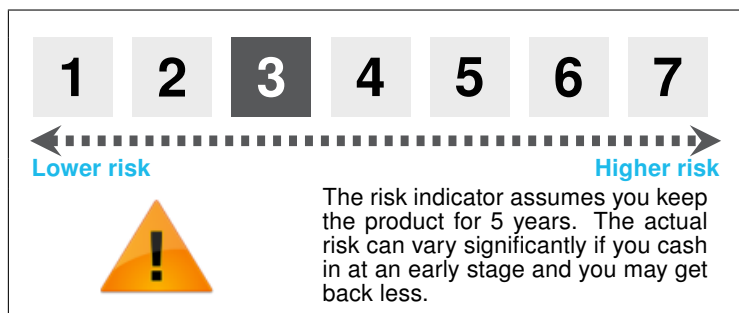 1 2 3 4 5 6 7
Lower risk Higher risk
The risk indicator assumes you keep
the product for 5 years. The actual
risk can vary significantly if you cash
in at an early stage and you may get
back less.
!